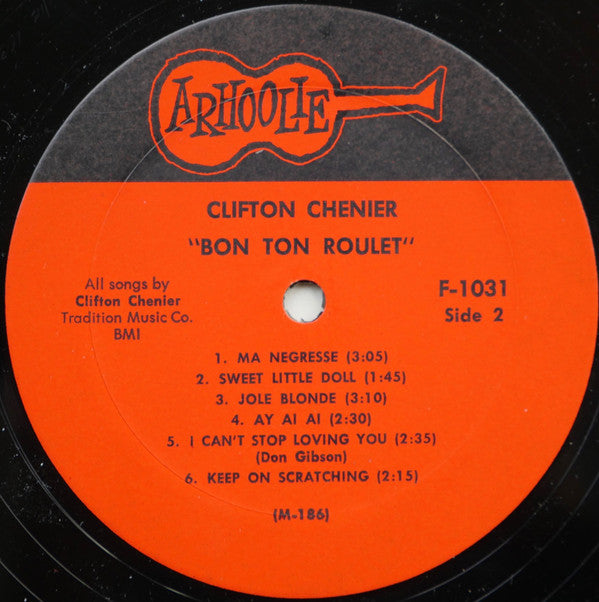 ARHOOLIE
CLIFTON CHENIER
"BON TON ROULET"
All songs by
Clifton Chenier
Tradition Music Co.
BMI
F-1031
Side 2
1. MA NEGRESSE (3:05)
2. SWEET LITTLE DOLL (1:45)
3. JOLE BLONDE (3:10)
4. AY AI AI (2:30)
5. I CAN'T STOP LOVING YOU (2:35)
(Don Gibson)
6. KEEP ON SCRATCHING (2:15)
(M-186)